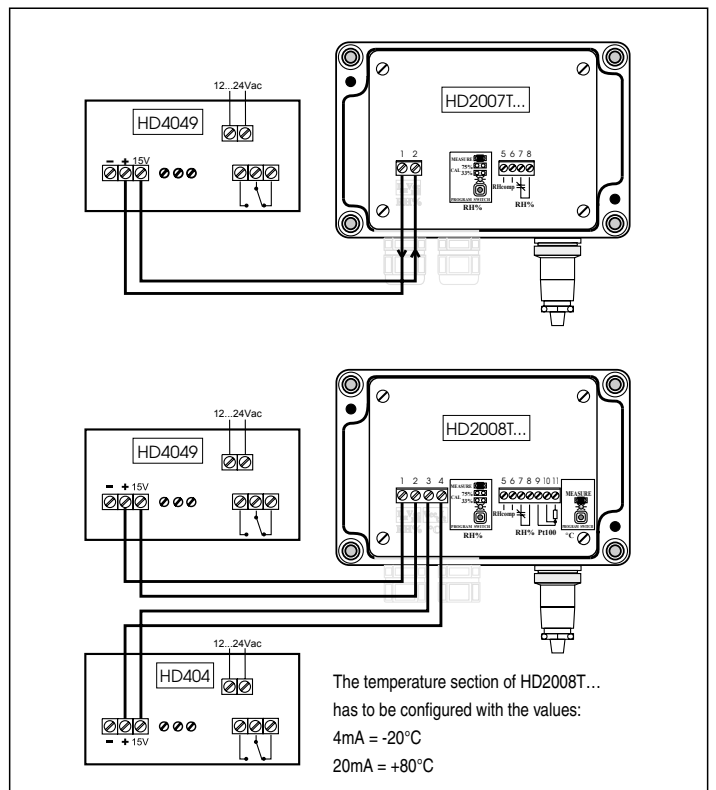 12...24Vac
HD4049
HD2007T...
- + 15V
1 2
MEASURE
CAL. 75%
33%
PROGRAM SWITCH
RH%
5 6 7 8
RHcomp
RH%
12...24Vac
HD4049
HD2008T...
- + 15V
1 2 3 4
MEASURE
CAL. 75%
33%
PROGRAM SWITCH
RH%
5 6 7 8 9 10 11
RHcomp
RH% Pt100
MEASURE
PROGRAM SWITCH
°C
12...24Vac
HD404
- + 15V
The temperature section of HD2008T...
has to be configured with the values:
4mA = -20°C
20mA = +80°C